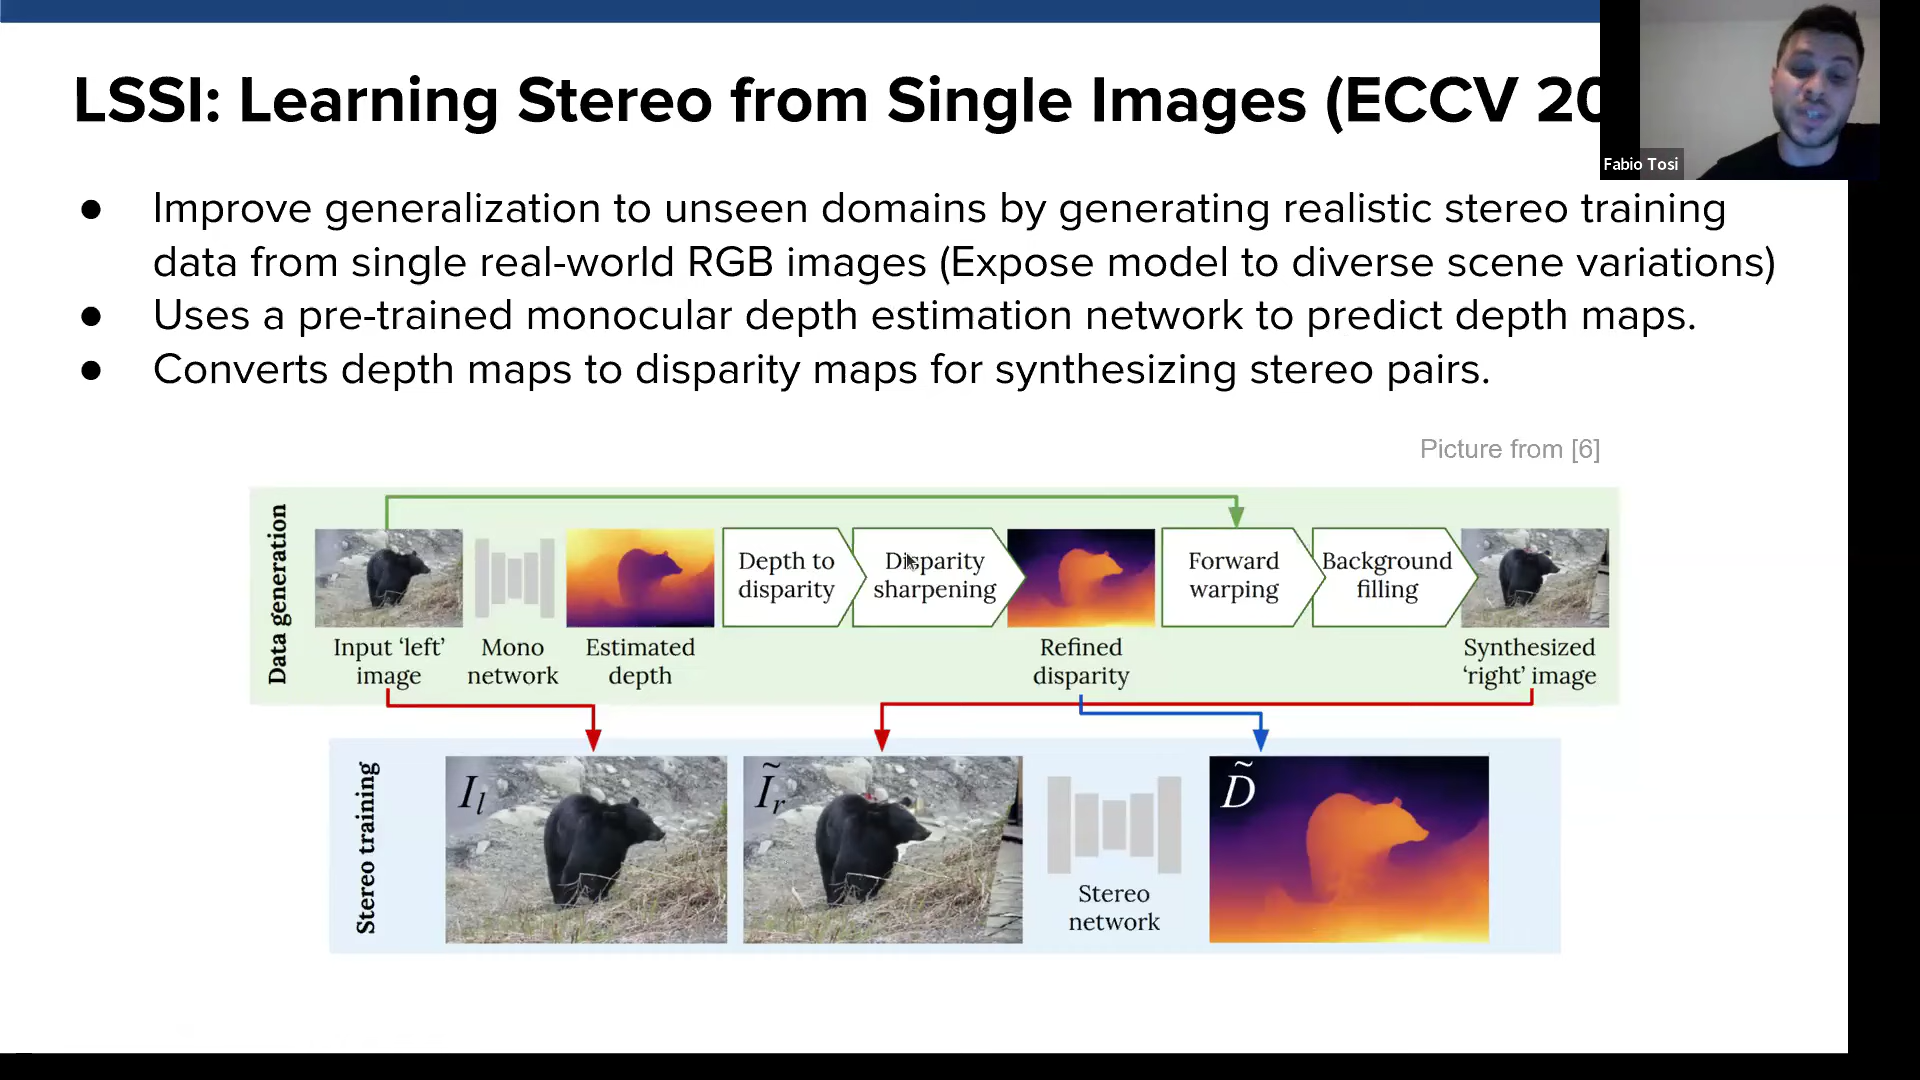 LSSI: Learning Stereo from Single Images (ECCV 20
Fabio Tosi
● Improve generalization to unseen domains by generating realistic stereo training
data from single real-world RGB images (Expose model to diverse scene variations)
● Uses a pre-trained monocular depth estimation network to predict depth maps.
● Converts depth maps to disparity maps for synthesizing stereo pairs.
Picture from [6]
Data generation
Depth to
disparity
Disparity
sharpening
Forward
warping
Background
filling
Input ‘left’
image
Mono
network
Estimated
depth
Refined
disparity
Synthesized
‘right’ image
Stereo training
I_l
Ĩ_r
Stereo
network
D̃